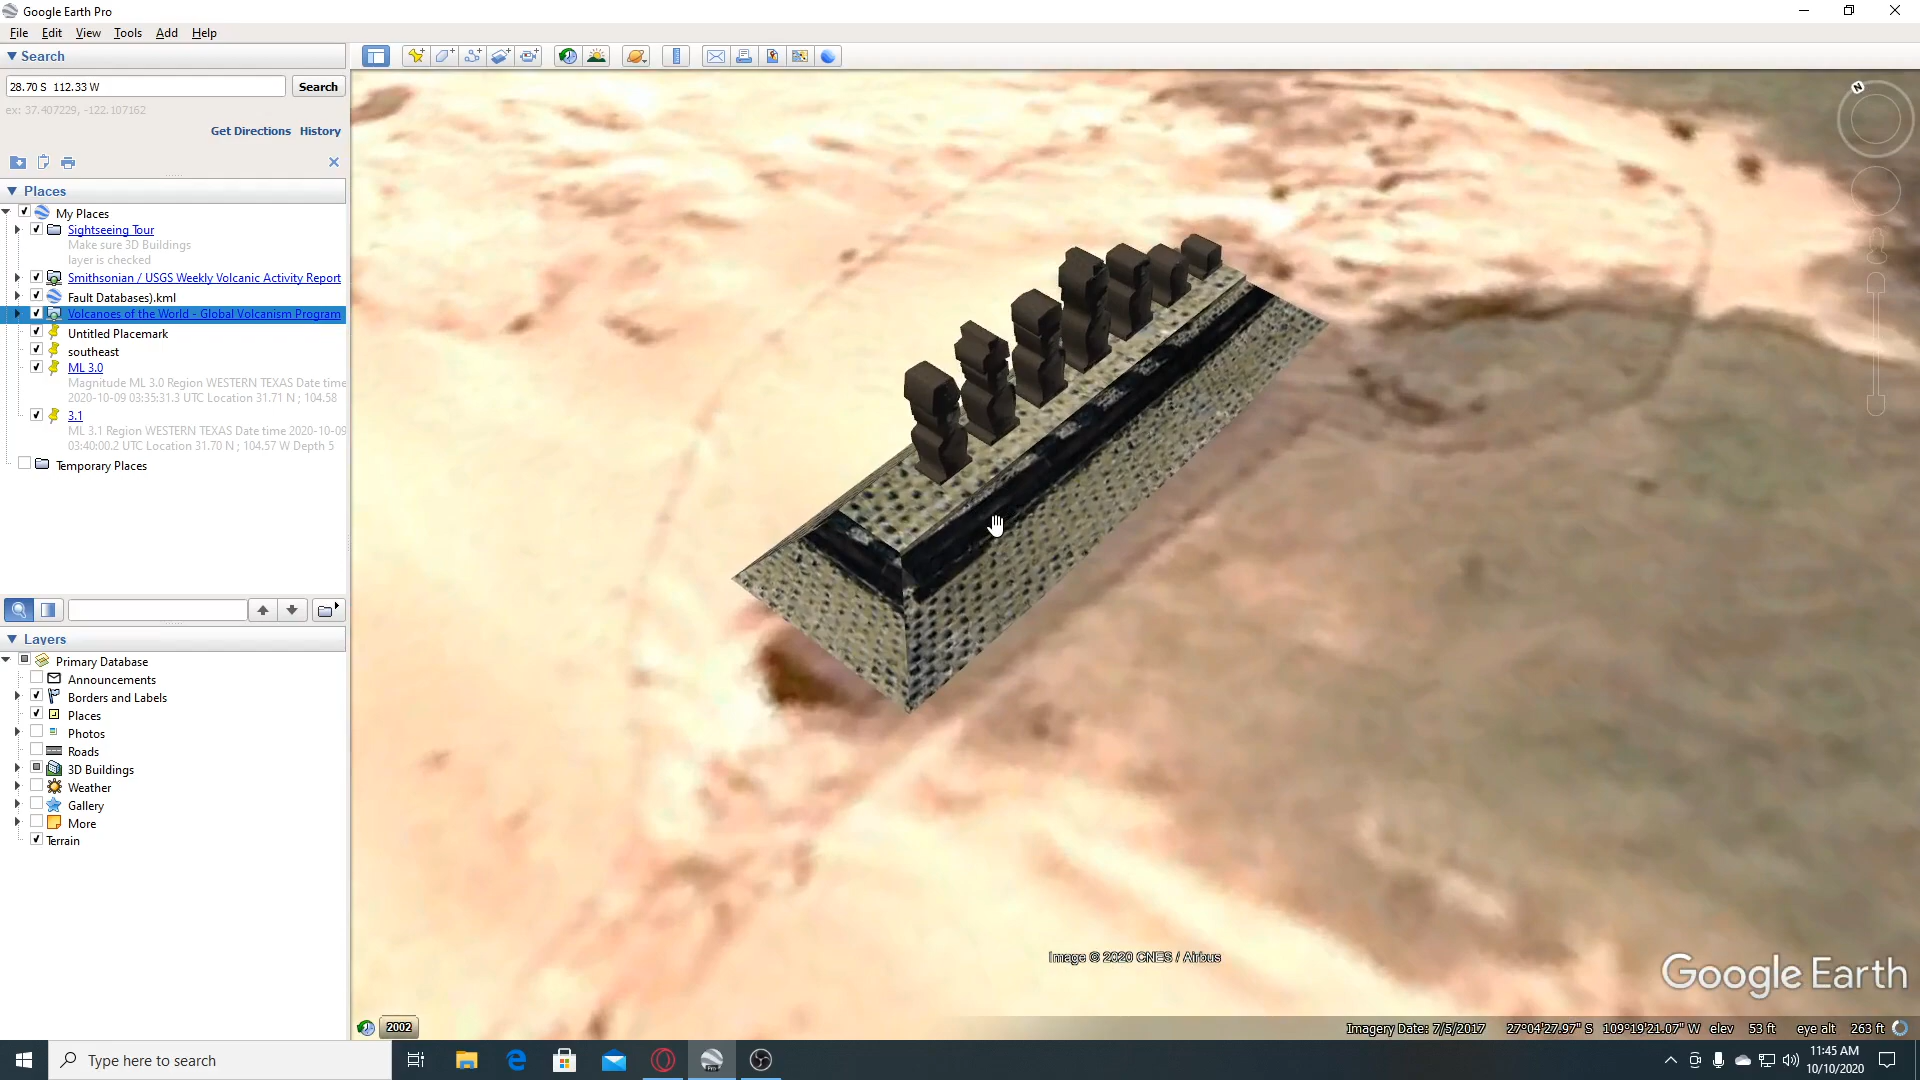 Google Earth Pro
File Edit View Tools Add Help
Search
28.70 S 112.33 W Search
ex: 37.407229, -122.107162
Get Directions History
Places
My Places
Sightseeing Tour
Make sure 3D Buildings
layer is checked
Smithsonian / USGS Weekly Volcanic Activity Report
Fault Databases).kml
Volcanoes of the World - Global Volcanism Program
Untitled Placemark
southeast
ML 3.0
Magnitude ML 3.0 Region WESTERN TEXAS Date time
2020-10-09 03:35:31.3 UTC Location 31.71 N ; 104.58
3.1
ML 3.1 Region WESTERN TEXAS Date time 2020-10-09
03:40:00.2 UTC Location 31.70 N ; 104.57 W Depth 5
Temporary Places
Layers
Primary Database
Announcements
Borders and Labels
Places
Photos
Roads
3D Buildings
Weather
Gallery
More
Terrain
N
Image © 2020 CNES / Airbus
Google Earth
2002
Imagery Date: 7/5/2017 27°04'27.97" S 109°19'21.07" W elev 53 ft eye alt 263 ft
Type here to search
Pro
11:45 AM
10/10/2020